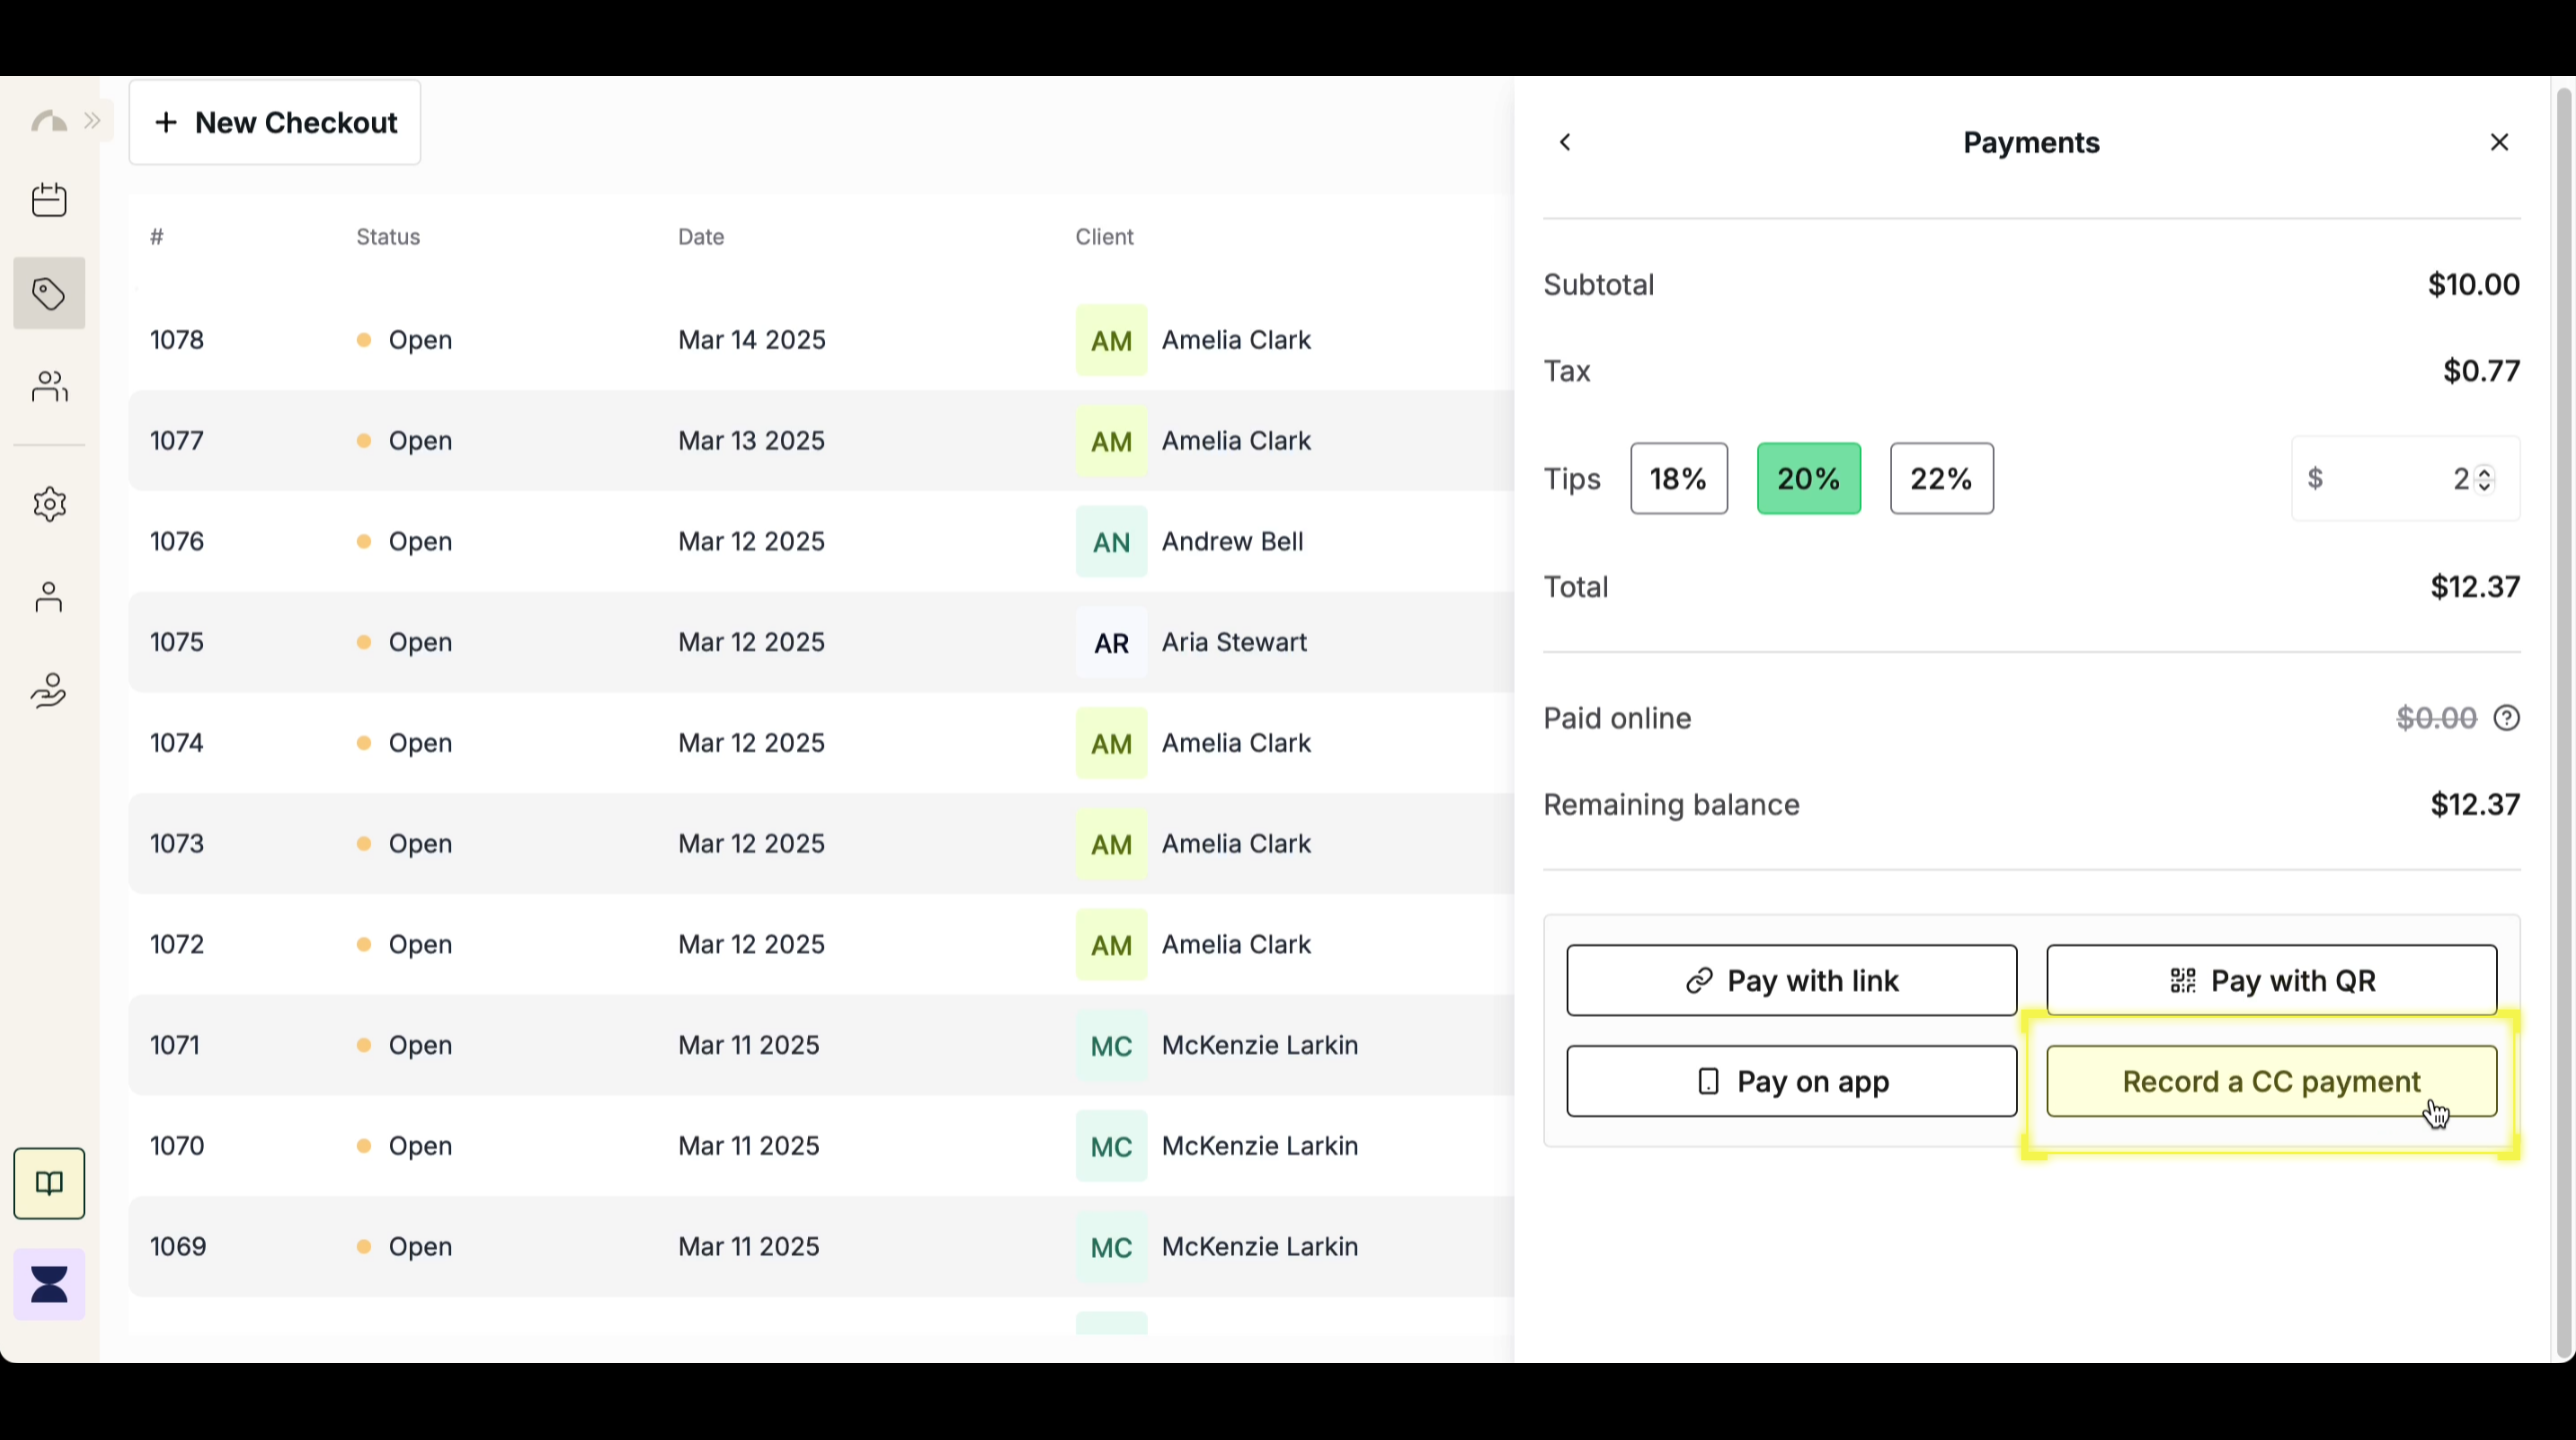 + New Checkout
# Status Date Client
1078 Open Mar 14 2025 AM Amelia Clark
1077 Open Mar 13 2025 AM Amelia Clark
1076 Open Mar 12 2025 AN Andrew Bell
1075 Open Mar 12 2025 AR Aria Stewart
1074 Open Mar 12 2025 AM Amelia Clark
1073 Open Mar 12 2025 AM Amelia Clark
1072 Open Mar 12 2025 AM Amelia Clark
1071 Open Mar 11 2025 MC McKenzie Larkin
1070 Open Mar 11 2025 MC McKenzie Larkin
1069 Open Mar 11 2025 MC McKenzie Larkin
Payments
Subtotal $10.00
Tax $0.77
Tips 18% 20% 22% $ 2
Total $12.37
Paid online $0.00
Remaining balance $12.37
Pay with link Pay with QR
Pay on app Record a CC payment